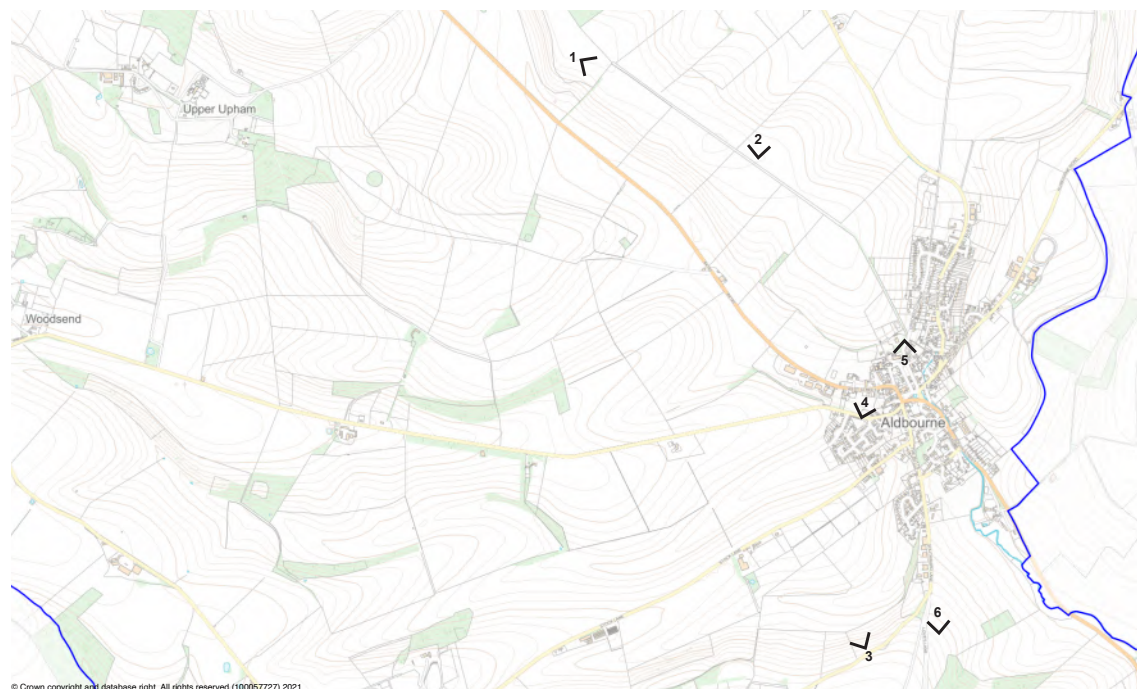 1
2
Upper Upham
Woodsend
5
4
Aldbourne
6
3
© Crown copyright and database right. All rights reserved (100057727) 2021